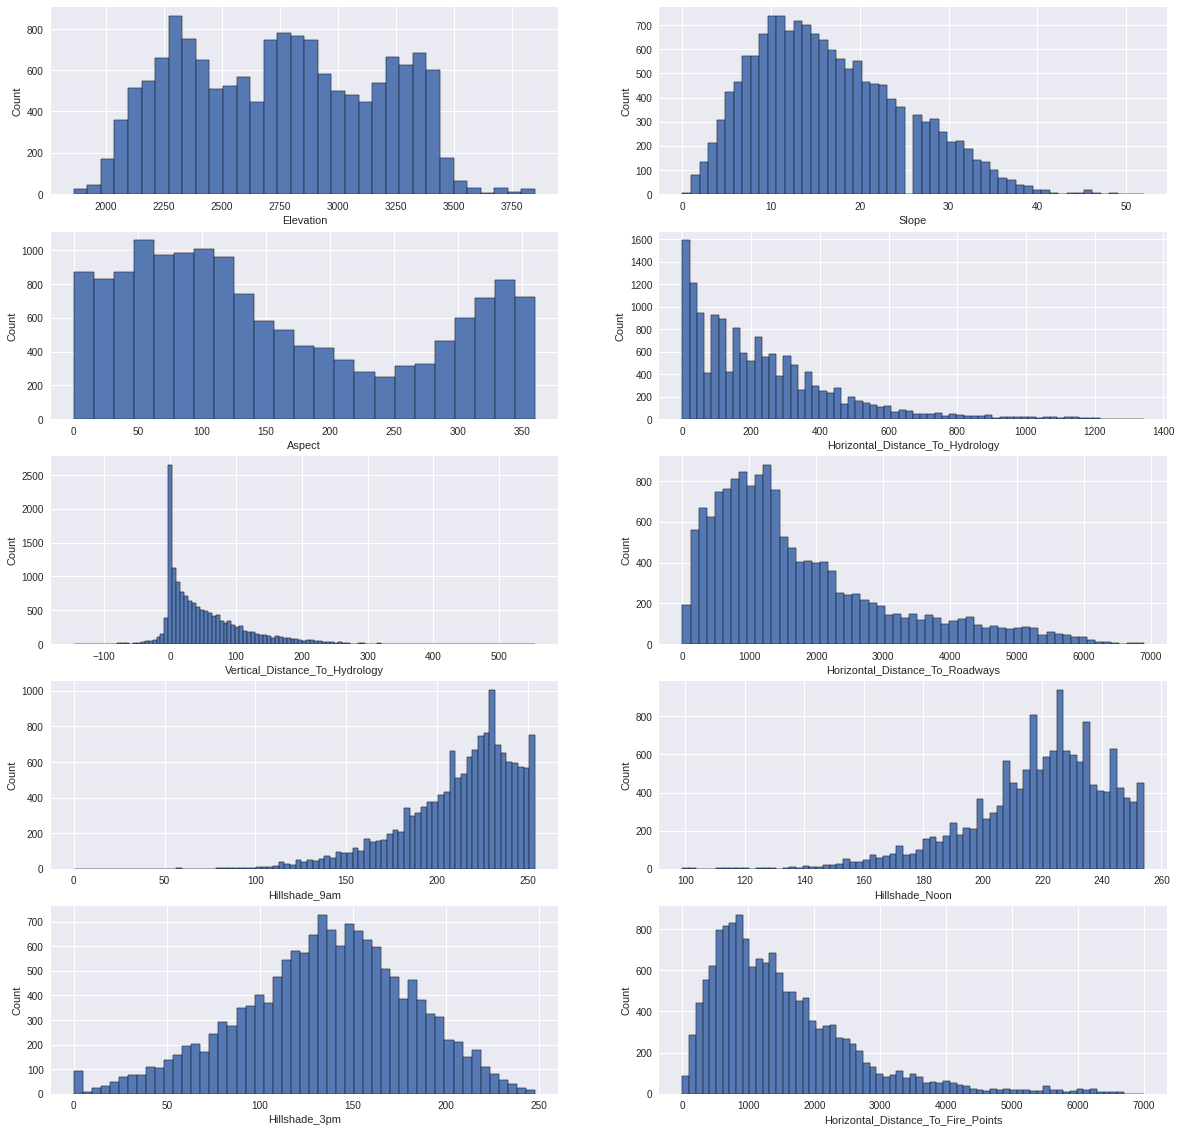 800
600
400
200
0
Count
2000 2250 2500 2750 3000 3250 3500 3750
Elevation
700
600
500
400
300
200
100
0
Count
0 10 20 30 40 50
Slope
1000
800
600
400
200
0
Count
0 50 100 150 200 250 300 350
Aspect
1600
1400
1200
1000
800
600
400
200
0
Count
0 200 400 600 800 1000 1200 1400
Horizontal_Distance_To_Hydrology
2500
2000
1500
1000
500
0
Count
−100 0 100 200 300 400 500
Vertical_Distance_To_Hydrology
800
600
400
200
0
Count
0 1000 2000 3000 4000 5000 6000 7000
Horizontal_Distance_To_Roadways
1000
800
600
400
200
0
Count
0 50 100 150 200 250
Hillshade_9am
800
600
400
200
0
Count
100 120 140 160 180 200 220 240 260
Hillshade_Noon
700
600
500
400
300
200
100
0
Count
0 50 100 150 200 250
Hillshade_3pm
800
600
400
200
0
Count
0 1000 2000 3000 4000 5000 6000 7000
Horizontal_Distance_To_Fire_Points